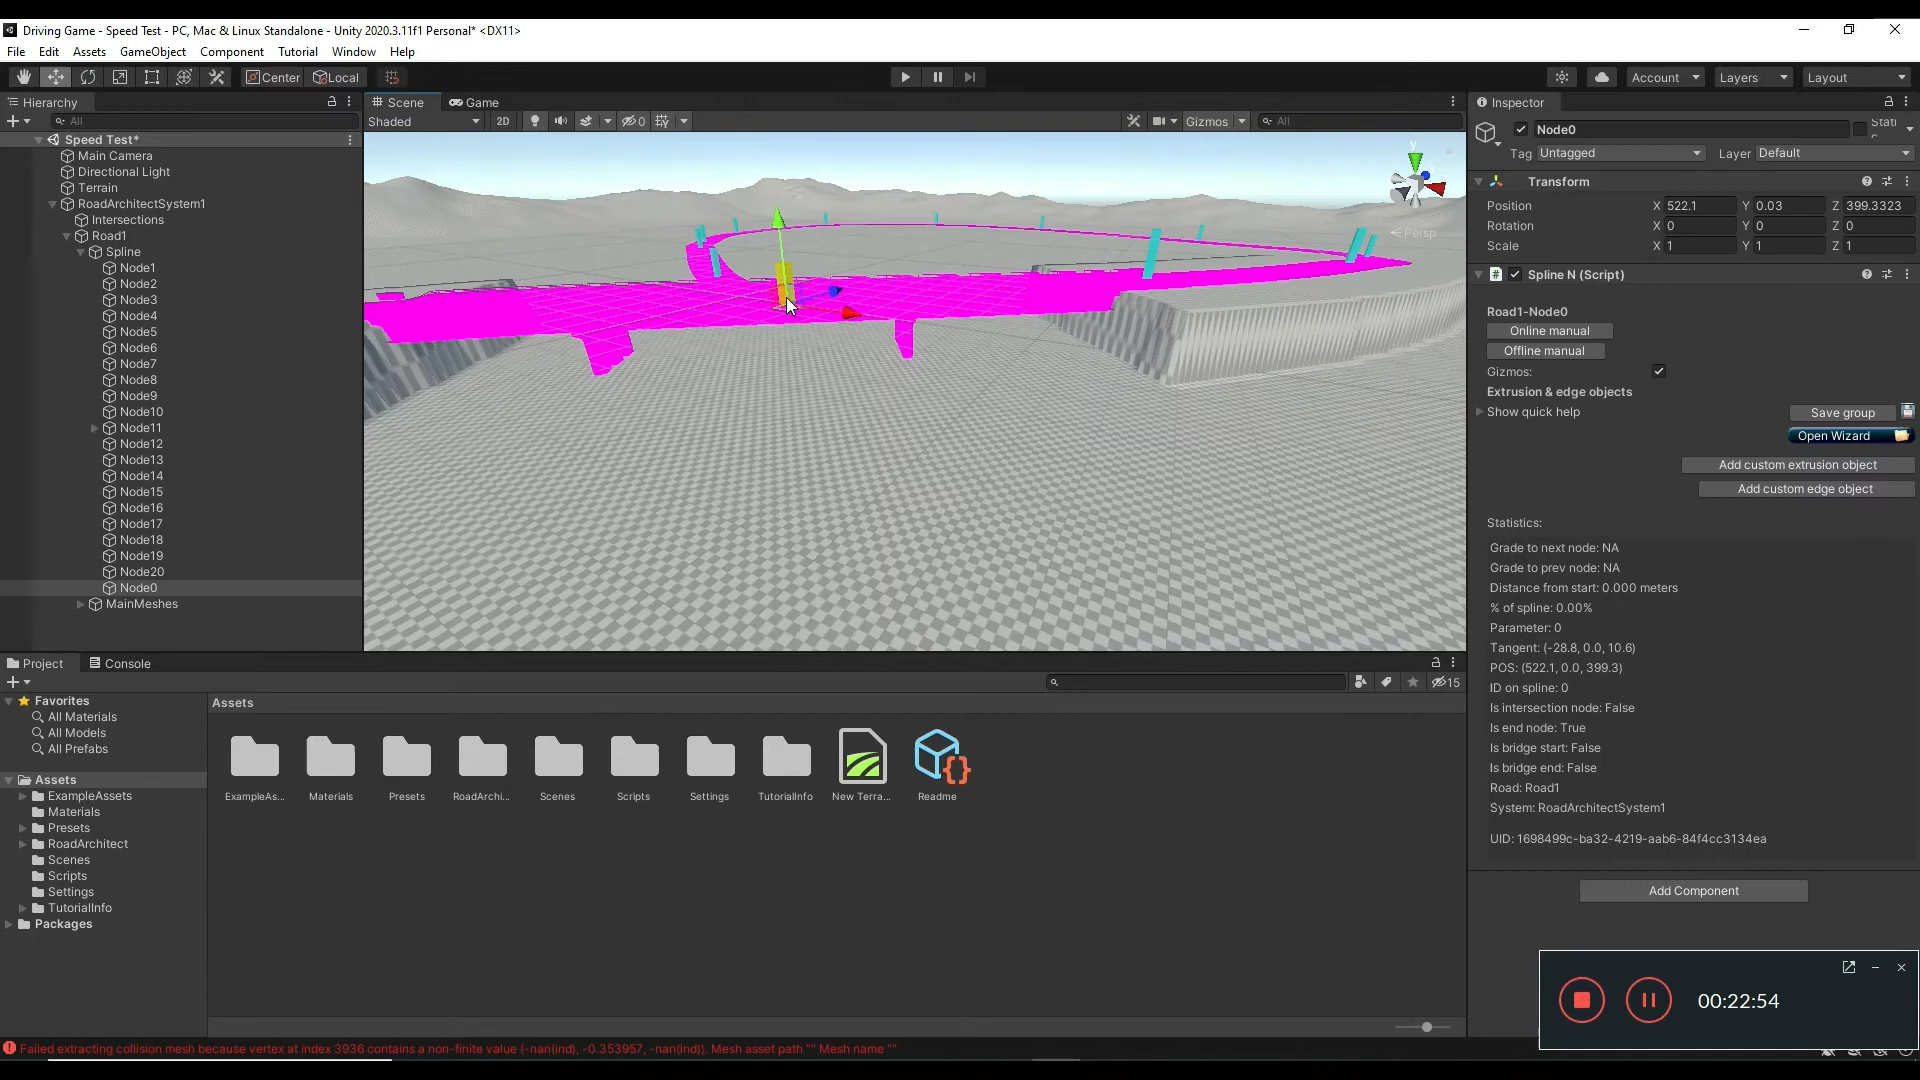 Driving Game - Speed Test - PC, Mac & Linux Standalone - Unity 2020.3.11f1 Personal* <DX11>
File Edit Assets GameObject Component Tutorial Window Help
Center Local Account Layers Layout
Hierarchy
All
Speed Test*
Main Camera
Directional Light
Terrain
RoadArchitectSystem1
Intersections
Road1
Spline
Node1
Node2
Node3
Node4
Node5
Node6
Node7
Node8
Node9
Node10
Node11
Node12
Node13
Node14
Node15
Node16
Node17
Node18
Node19
Node20
Node0
MainMeshes
Scene Game
Shaded 2D 0 Gizmos All
y
Persp
Inspector
Node0
Tag Untagged Layer Default
Transform
Position X 522.1 Y 0.03 Z 399.3323
Rotation X 0 Y 0 Z 0
Scale X 1 Y 1 Z 1
# Spline N (Script)
Road1-Node0
Online manual
Offline manual
Gizmos:
Extrusion & edge objects
Show quick help Save group
Open Wizard
Add custom extrusion object
Add custom edge object
Statistics:
Grade to next node: NA
Grade to prev node: NA
Distance from start: 0.000 meters
% of spline: 0.00%
Parameter: 0
Tangent: (-28.8, 0.0, 10.6)
POS: (522.1, 0.0, 399.3)
ID on spline: 0
Is intersection node: False
Is end node: True
Is bridge start: False
Is bridge end: False
Road: Road1
System: RoadArchitectSystem1
UID: 1698499c-ba32-4219-aab6-84f4cc3134ea
Add Component
Project Console
15
Favorites
All Materials
All Models
All Prefabs
Assets
ExampleAssets
Materials
Presets
RoadArchitect
Scenes
Scripts
Settings
TutorialInfo
Packages
Assets
ExampleAs... Materials Presets RoadArchi... Scenes Scripts Settings TutorialInfo New Terra... Readme
00:22:54
Failed extracting collision mesh because vertex at index 3936 contains a non-finite value (-nan(ind), -0.353957, -nan(ind)). Mesh asset path "" Mesh name ""